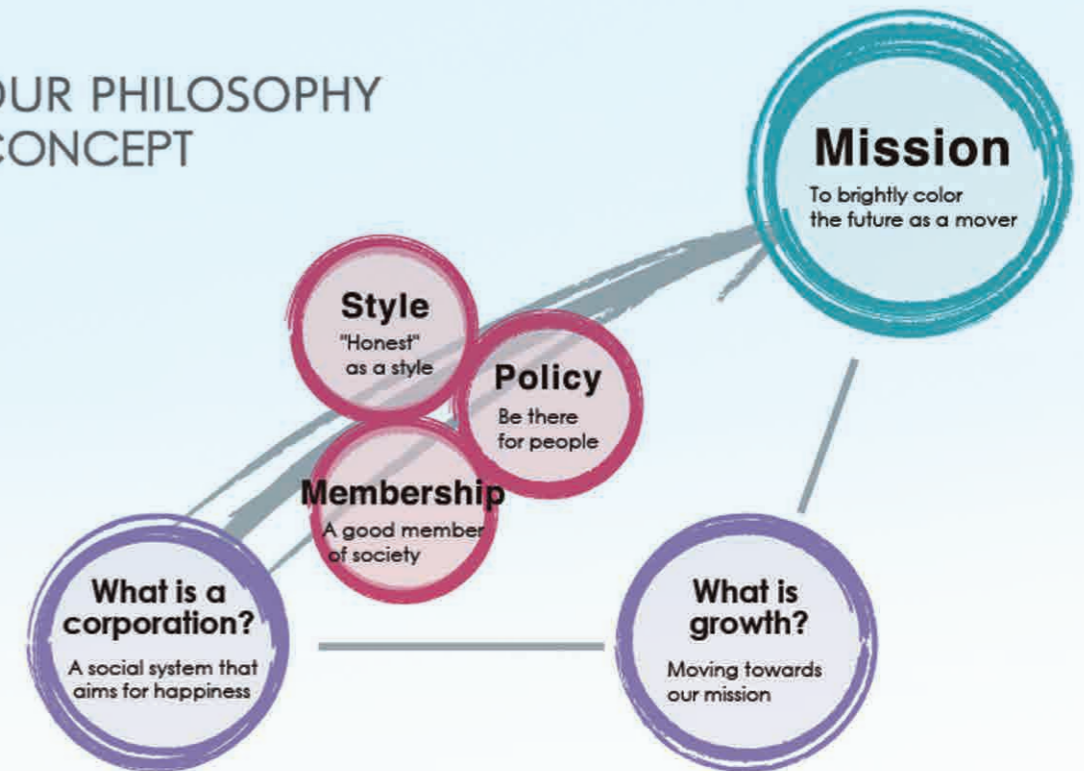 OUR PHILOSOPHY
CONCEPT
Mission
To brightly color
the future as a mover
Style
"Honest"
as a style
Policy
Be there
for people
Membership
A good member
of society
What is a
corporation?
A social system that
aims for happiness
What is
growth?
Moving towards
our mission